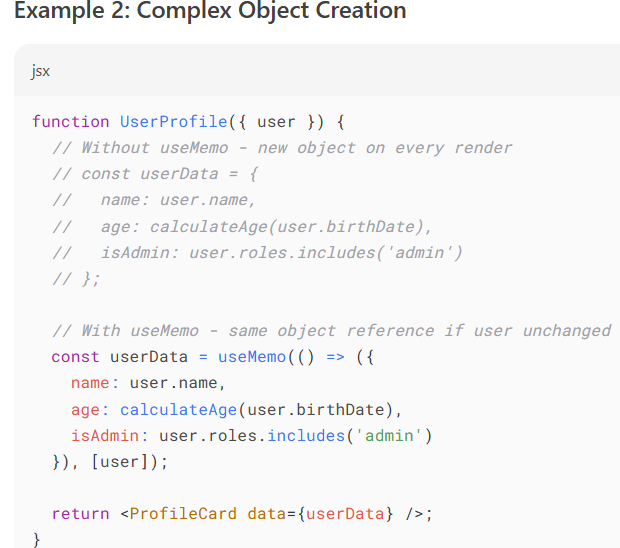 Example 2: Complex Object Creation
jsx
function UserProfile({ user }) {
  // Without useMemo - new object on every render
  // const userData = {
  //   name: user.name,
  //   age: calculateAge(user.birthDate),
  //   isAdmin: user.roles.includes('admin')
  // };

  // With useMemo - same object reference if user unchanged
  const userData = useMemo(() => ({
    name: user.name,
    age: calculateAge(user.birthDate),
    isAdmin: user.roles.includes('admin')
  }), [user]);

  return <ProfileCard data={userData} />;
}